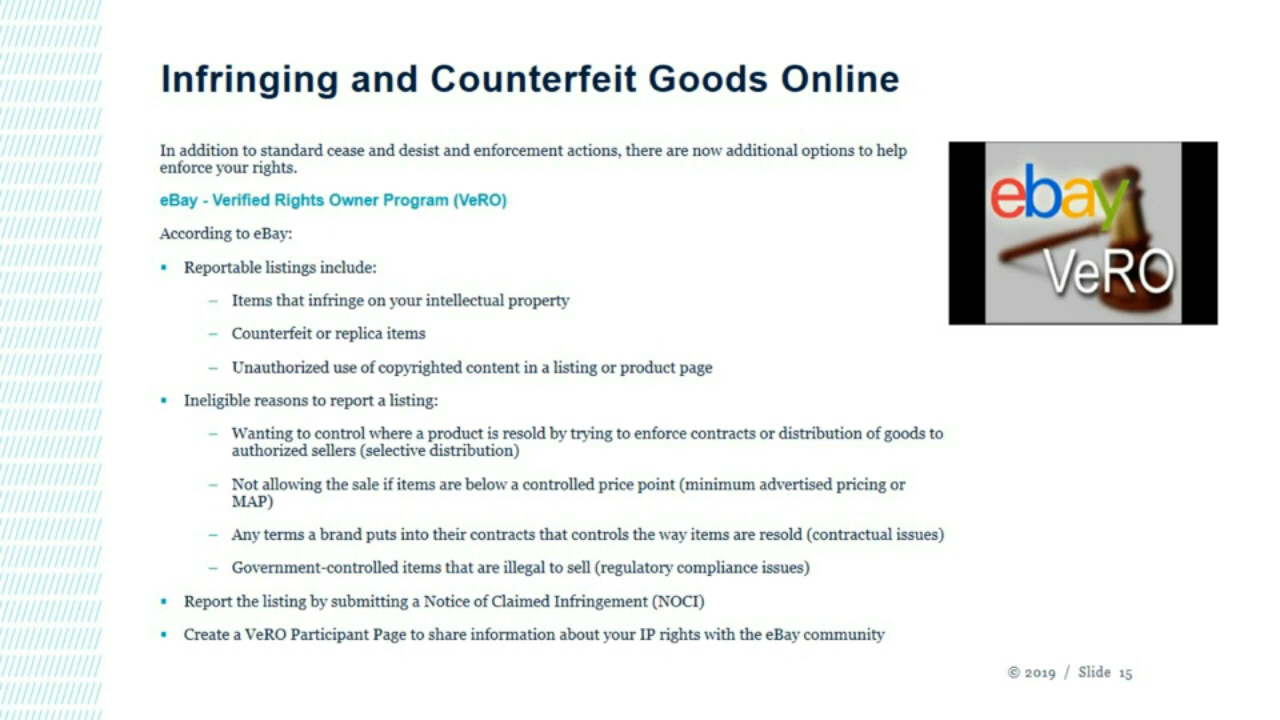 Infringing and Counterfeit Goods Online
In addition to standard cease and desist and enforcement actions, there are now additional options to help
enforce your rights.
eBay - Verified Rights Owner Program (VeRO)
According to eBay:
▪ Reportable listings include:
– Items that infringe on your intellectual property
– Counterfeit or replica items
– Unauthorized use of copyrighted content in a listing or product page
▪ Ineligible reasons to report a listing:
– Wanting to control where a product is resold by trying to enforce contracts or distribution of goods to
authorized sellers (selective distribution)
– Not allowing the sale if items are below a controlled price point (minimum advertised pricing or
MAP)
– Any terms a brand puts into their contracts that controls the way items are resold (contractual issues)
– Government-controlled items that are illegal to sell (regulatory compliance issues)
▪ Report the listing by submitting a Notice of Claimed Infringement (NOCI)
▪ Create a VeRO Participant Page to share information about your IP rights with the eBay community
ebay
VeRO
© 2019 / Slide 15